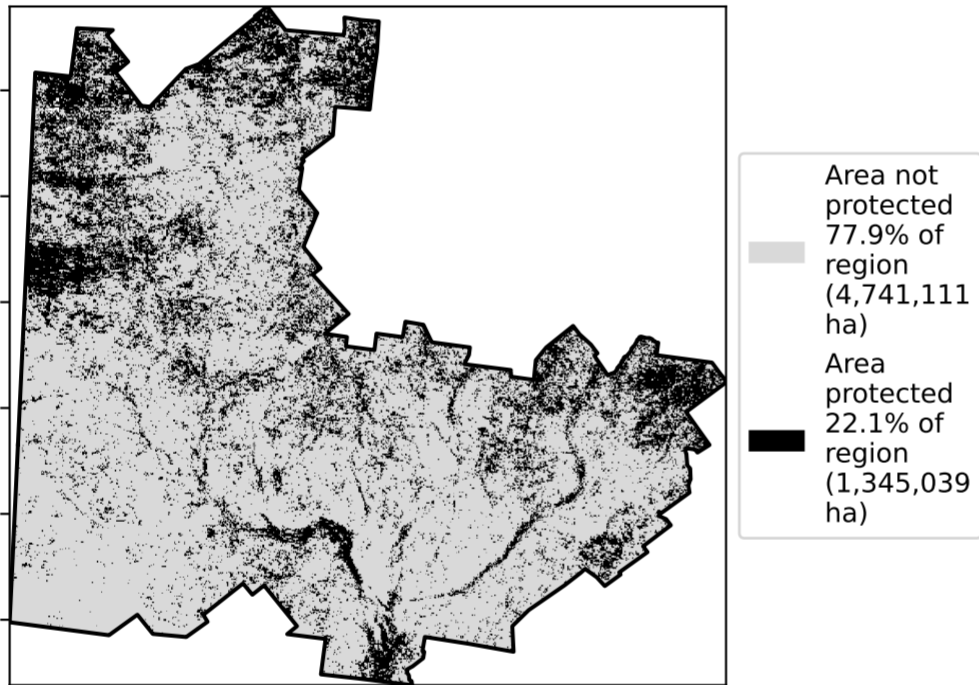 Area not
protected
77.9% of
region
(4,741,111
ha)
Area
protected
22.1% of
region
(1,345,039
ha)